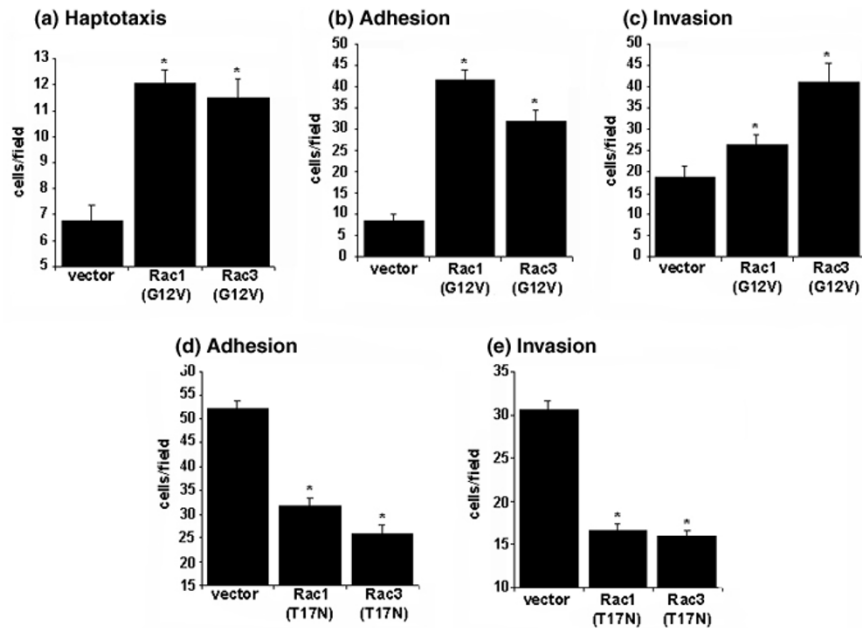 (a) Haptotaxis
cells/field
13
12
11
10
9
8
7
6
5
*
*
vector
Rac1
(G12V)
Rac3
(G12V)
(b) Adhesion
cells/field
50
45
40
35
30
25
20
15
10
5
0
*
*
vector
Rac1
(G12V)
Rac3
(G12V)
(c) Invasion
cells/field
50
45
40
35
30
25
20
15
10
5
0
*
*
vector
Rac1
(G12V)
Rac3
(G12V)
(d) Adhesion
cells/field
55
50
45
40
35
30
25
20
15
*
*
vector
Rac1
(T17N)
Rac3
(T17N)
(e) Invasion
cells/field
35
30
25
20
15
10
*
*
vector
Rac1
(T17N)
Rac3
(T17N)